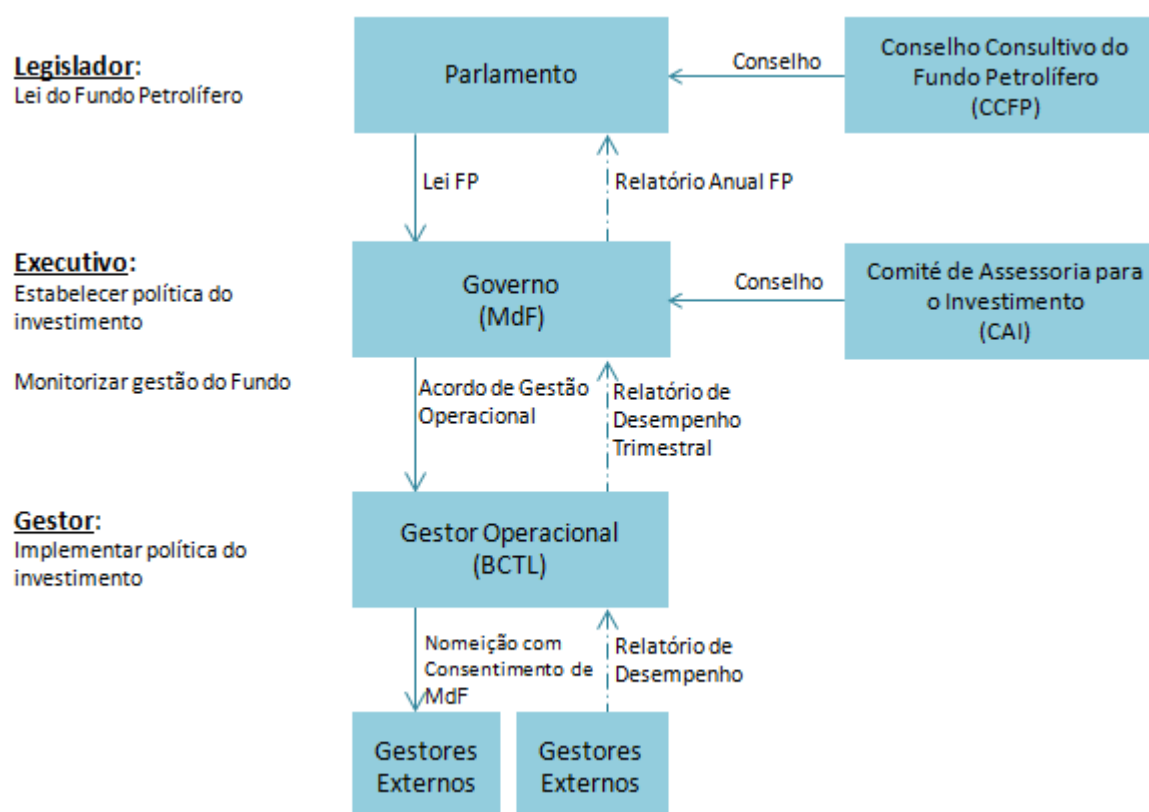 Legislador:
Lei do Fundo Petrolífero
Parlamento
Conselho
Conselho Consultivo do
Fundo Petrolífero
(CCFP)
Lei FP
Relatório Anual FP
Executivo:
Estabelecer política do
investimento
Monitorizar gestão do Fundo
Governo
(MdF)
Conselho
Comité de Assessoria para
o Investimento
(CAI)
Acordo de Gestão
Operacional
Relatório de
Desempenho
Trimestral
Gestor:
Implementar política do
investimento
Gestor Operacional
(BCTL)
Nomeição com
Consentimento de
MdF
Relatório de
Desempenho
Gestores
Externos
Gestores
Externos